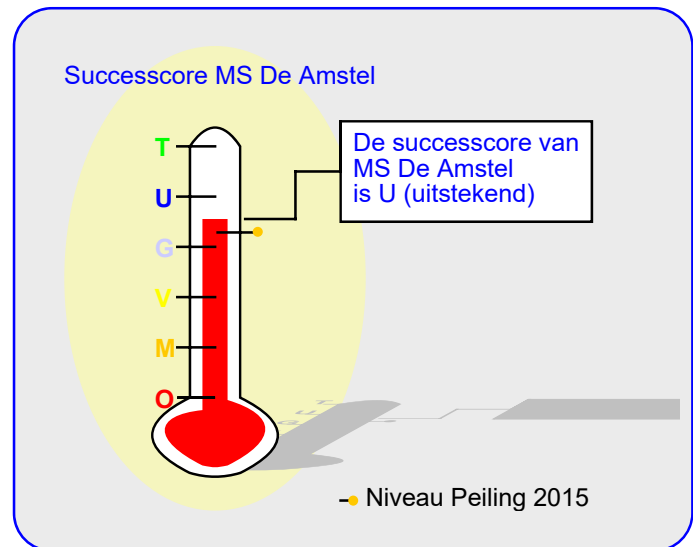 Successcore MS De Amstel
De successcore van
MS De Amstel
is U (uitstekend)
T
U
G
V
M
O
Niveau Peiling 2015